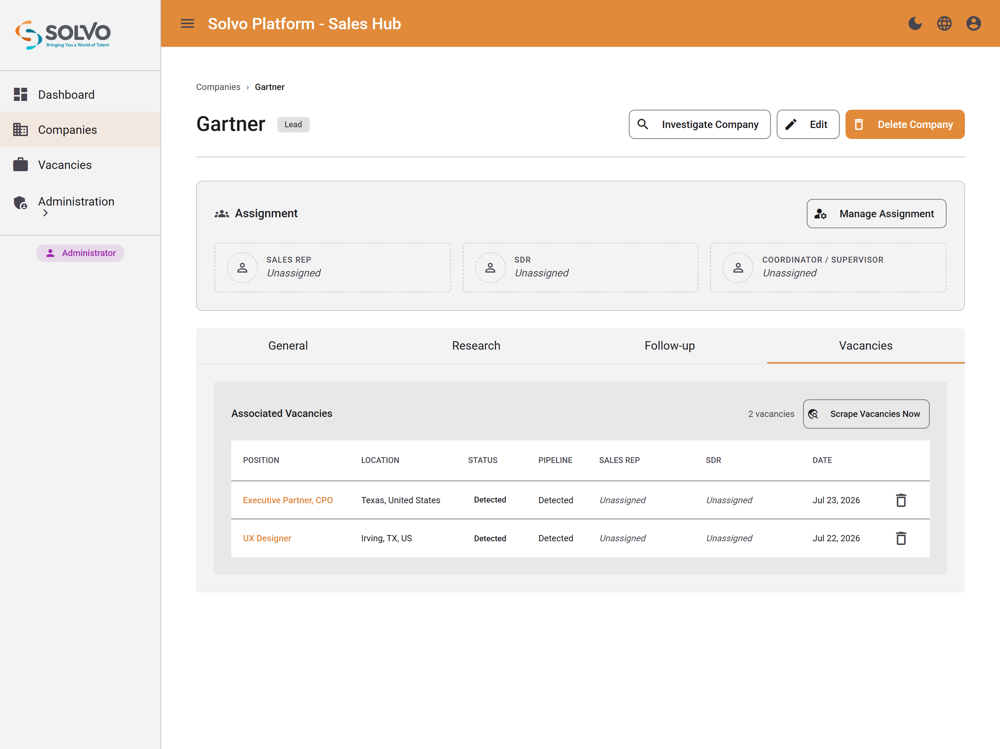 SOLVO
Bringing You a World of Talent
Solvo Platform - Sales Hub
Dashboard
Companies
Vacancies
Administration
Administrator
Companies › Gartner
Gartner
Lead
Investigate Company
Edit
Delete Company
Assignment
Manage Assignment
SALES REP
Unassigned
SDR
Unassigned
COORDINATOR / SUPERVISOR
Unassigned
General
Research
Follow-up
Vacancies
Associated Vacancies
2 vacancies
Scrape Vacancies Now
POSITION LOCATION STATUS PIPELINE SALES REP SDR DATE
Executive Partner, CPO Texas, United States Detected Detected Unassigned Unassigned Jul 23, 2026
UX Designer Irving, TX, US Detected Detected Unassigned Unassigned Jul 22, 2026